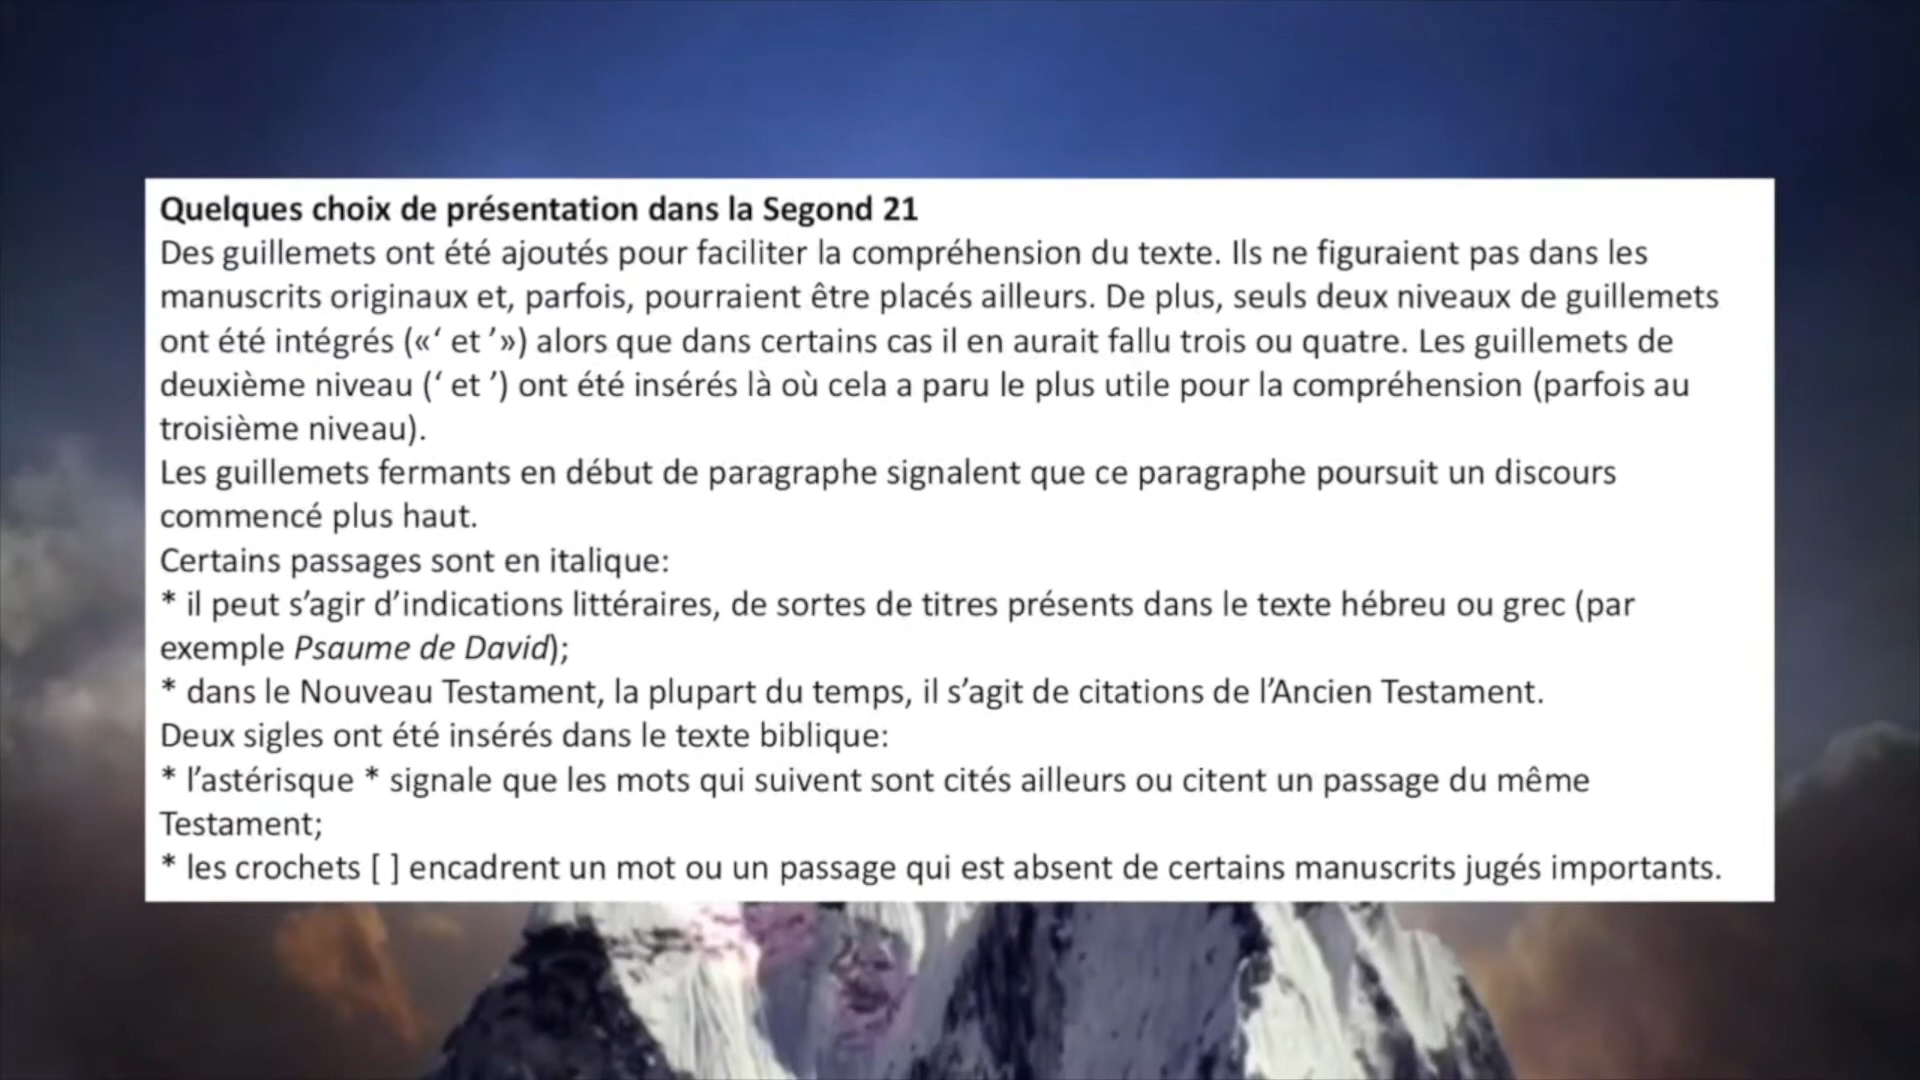 Quelques choix de présentation dans la Segond 21
Des guillemets ont été ajoutés pour faciliter la compréhension du texte. Ils ne figuraient pas dans les
manuscrits originaux et, parfois, pourraient être placés ailleurs. De plus, seuls deux niveaux de guillemets
ont été intégrés («‘ et ’») alors que dans certains cas il en aurait fallu trois ou quatre. Les guillemets de
deuxième niveau (‘ et ’) ont été insérés là où cela a paru le plus utile pour la compréhension (parfois au
troisième niveau).
Les guillemets fermants en début de paragraphe signalent que ce paragraphe poursuit un discours
commencé plus haut.
Certains passages sont en italique:
* il peut s’agir d’indications littéraires, de sortes de titres présents dans le texte hébreu ou grec (par
exemple Psaume de David);
* dans le Nouveau Testament, la plupart du temps, il s’agit de citations de l’Ancien Testament.
Deux sigles ont été insérés dans le texte biblique:
* l’astérisque * signale que les mots qui suivent sont cités ailleurs ou citent un passage du même
Testament;
* les crochets [ ] encadrent un mot ou un passage qui est absent de certains manuscrits jugés importants.